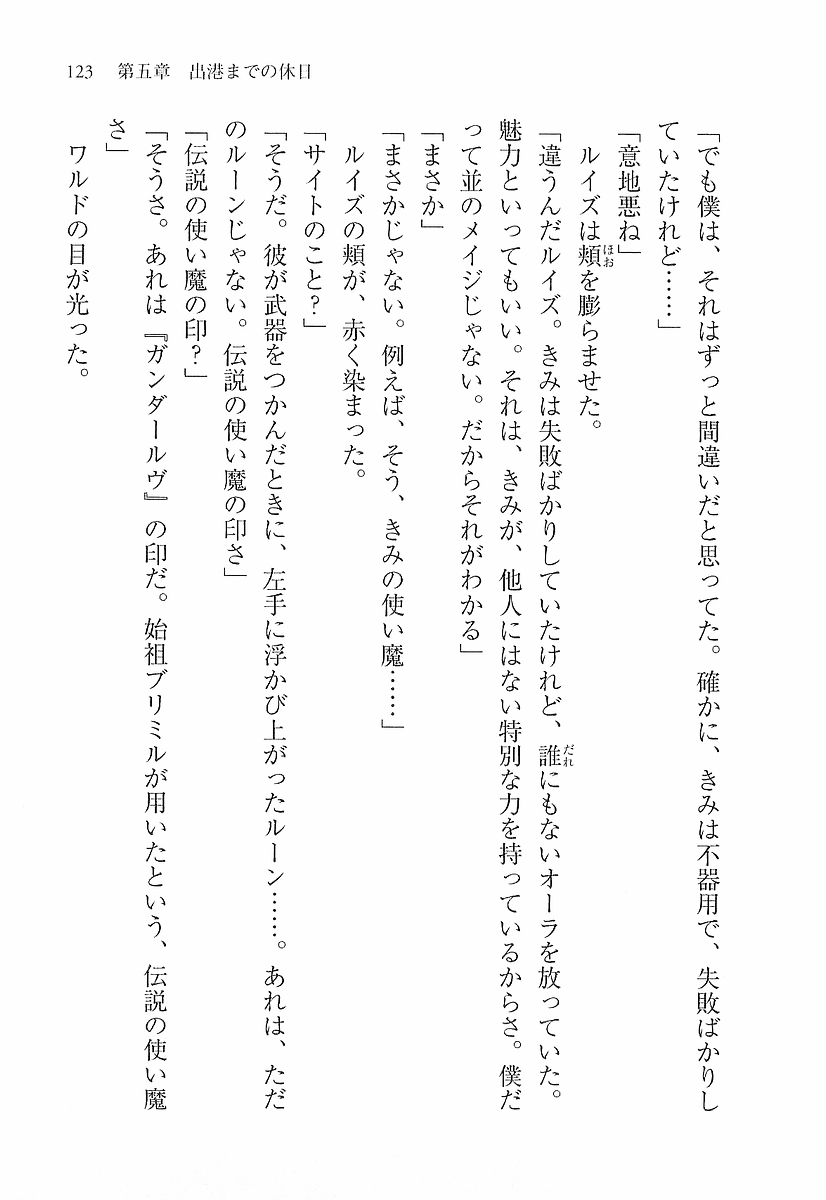 123　第五章　出港までの休日
「でも僕は、それはずっと間違いだと思ってた。確かに、きみは不器用で、失敗ばかりし
ていたけれど……」
「意地悪ね」
　ルイズは頬を膨らませた。
ほお
「違うんだルイズ。きみは失敗ばかりしていたけれど、誰にもないオーラを放っていた。
だれ
魅力といってもいい。それは、きみが、他人にはない特別な力を持っているからさ。僕だ
って並のメイジじゃない。だからそれがわかる」
「まさか」
「まさかじゃない。例えば、そう、きみの使い魔……」
　ルイズの頬が、赤く染まった。
「サイトのこと？」
「そうだ。彼が武器をつかんだときに、左手に浮かび上がったルーン……。あれは、ただ
のルーンじゃない。伝説の使い魔の印さ」
「伝説の使い魔の印？」
「そうさ。あれは『ガンダールヴ』の印だ。始祖ブリミルが用いたという、伝説の使い魔
さ」
　ワルドの目が光った。